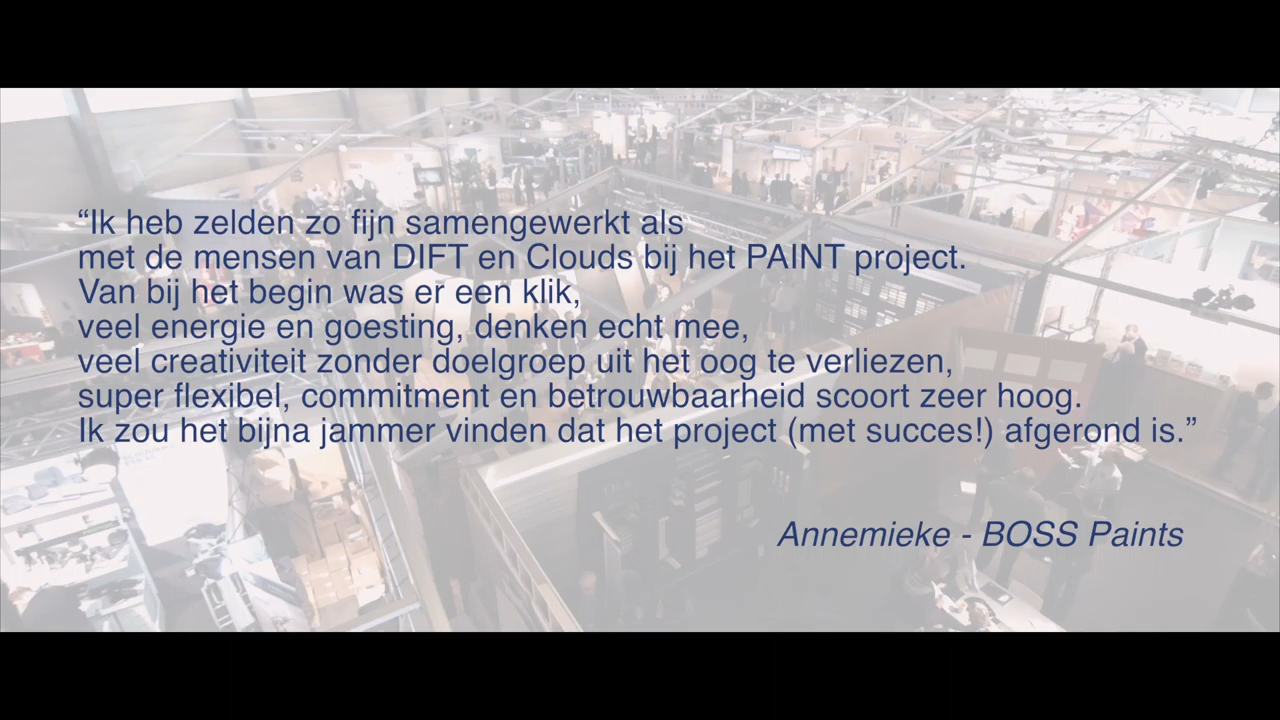 “Ik heb zelden zo fijn samengewerkt als
met de mensen van DIFT en Clouds bij het PAINT project.
Van bij het begin was er een klik,
veel energie en goesting, denken echt mee,
veel creativiteit zonder doelgroep uit het oog te verliezen,
super flexibel, commitment en betrouwbaarheid scoort zeer hoog.
Ik zou het bijna jammer vinden dat het project (met succes!) afgerond is.”
Annemieke - BOSS Paints